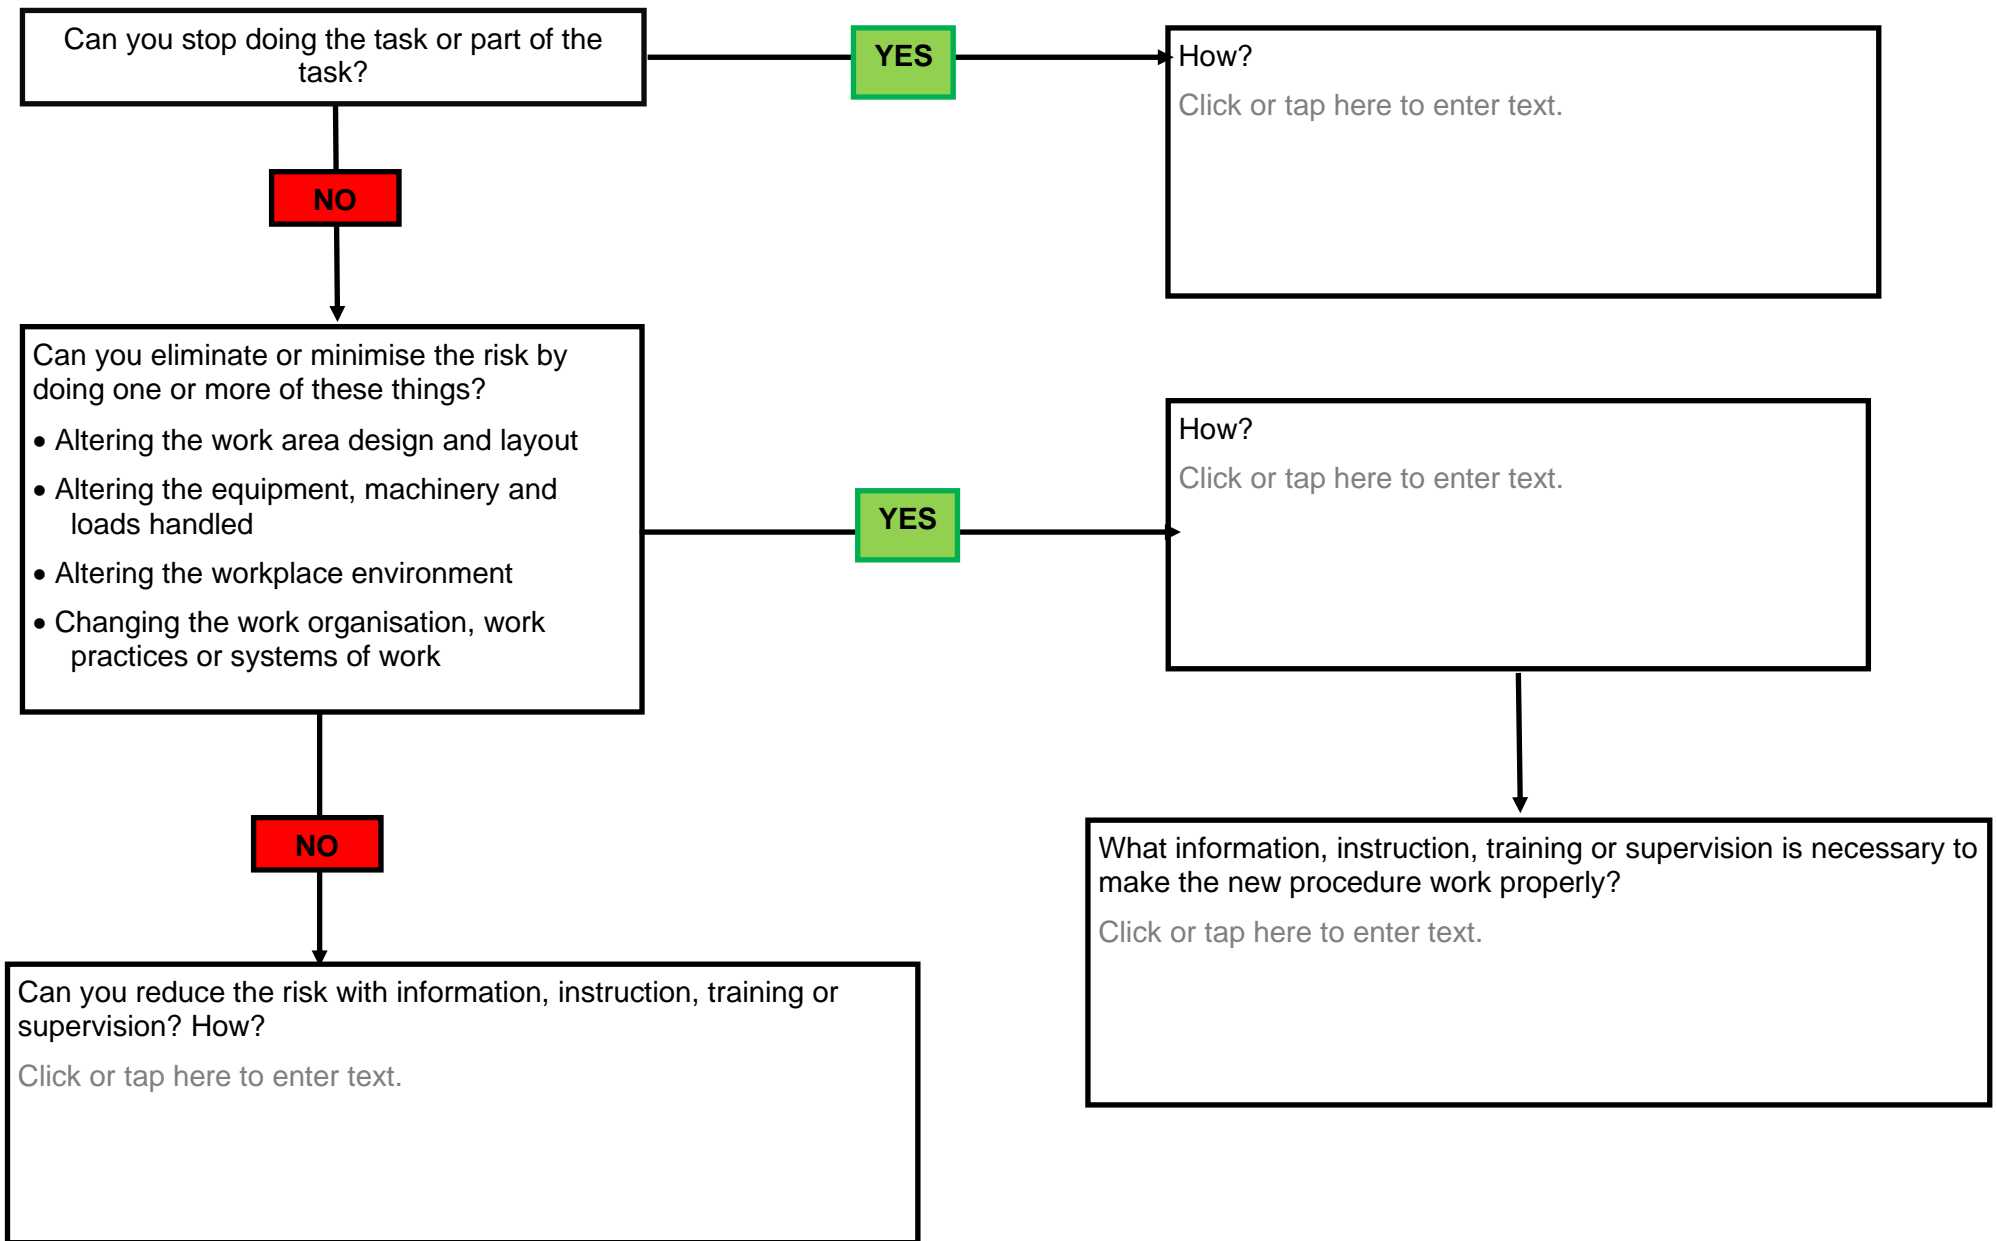 Can you stop doing the task or part of the
task?
YES
How?
Click or tap here to enter text.
NO
Can you eliminate or minimise the risk by
doing one or more of these things?
• Altering the work area design and layout
• Altering the equipment, machinery and
loads handled
• Altering the workplace environment
• Changing the work organisation, work
practices or systems of work
YES
How?
Click or tap here to enter text.
NO
What information, instruction, training or supervision is necessary to
make the new procedure work properly?
Click or tap here to enter text.
Can you reduce the risk with information, instruction, training or
supervision? How?
Click or tap here to enter text.